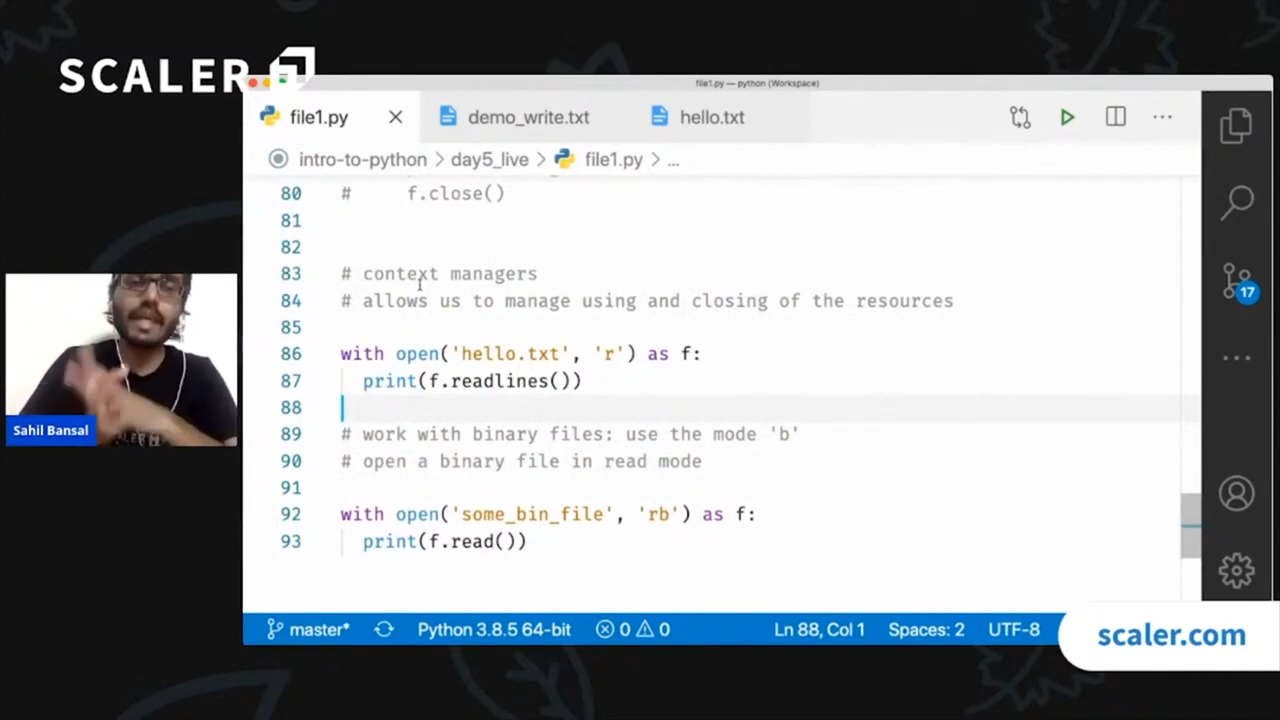 SCALER
file1.py — python (Workspace)
file1.py demo_write.txt hello.txt
intro-to-python > day5_live > file1.py > ...
80 # f.close()
81
82
83 # context managers
84 # allows us to manage using and closing of the resources
85
86 with open('hello.txt', 'r') as f:
87 print(f.readlines())
88
89 # work with binary files: use the mode 'b'
90 # open a binary file in read mode
91
92 with open('some_bin_file', 'rb') as f:
93 print(f.read())
17
Sahil Bansal
master* Python 3.8.5 64-bit 0 0 Ln 88, Col 1 Spaces: 2 UTF-8
scaler.com